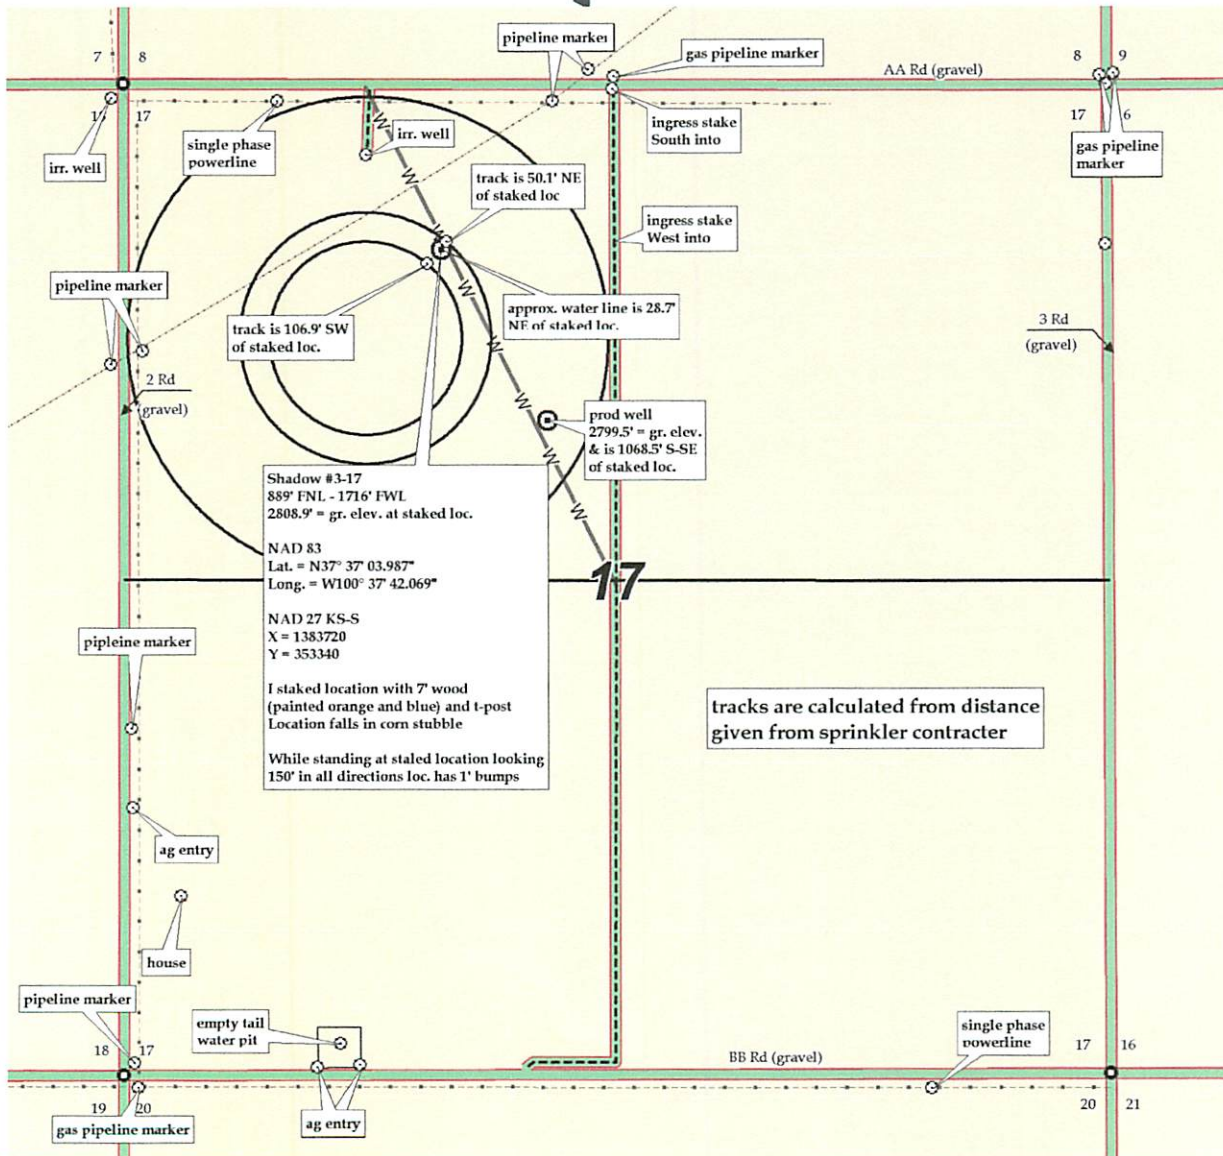 pipeline marker
gas pipeline marker
7 8
8 9
AA Rd (gravel)
17
17
irr. well
single phase
powerline
irr. well
ingress stake
South into
gas pipeline
marker
track is 50.1' NE
of staked loc
ingress stake
West into
W
W
W
W
W
W
W
pipeline marker
track is 106.9' SW
of staked loc.
approx. water line is 28.7'
NE of staked loc.
3 Rd
(gravel)
2 Rd
(gravel)
prod well
2799.5' = gr. elev.
& is 1068.5' S-SE
of staked loc.
Shadow #3-17
889' FNL - 1716' FWL
2808.9' = gr. elev. at staked loc.
NAD 83
Lat. = N37° 37' 03.987"
Long. = W100° 37' 42.069"
NAD 27 KS-S
X = 1383720
Y = 353340
I staked location with 7' wood
(painted orange and blue) and t-post
Location falls in corn stubble
While standing at staled location looking
150' in all directions loc. has 1' bumps
17
pipleine marker
tracks are calculated from distance
given from sprinkler contracter
ag entry
house
pipeline marker
empty tail
water pit
single phase
powerline
18 17
BB Rd (gravel)
17 16
19 20
20 21
ag entry
gas pipeline marker